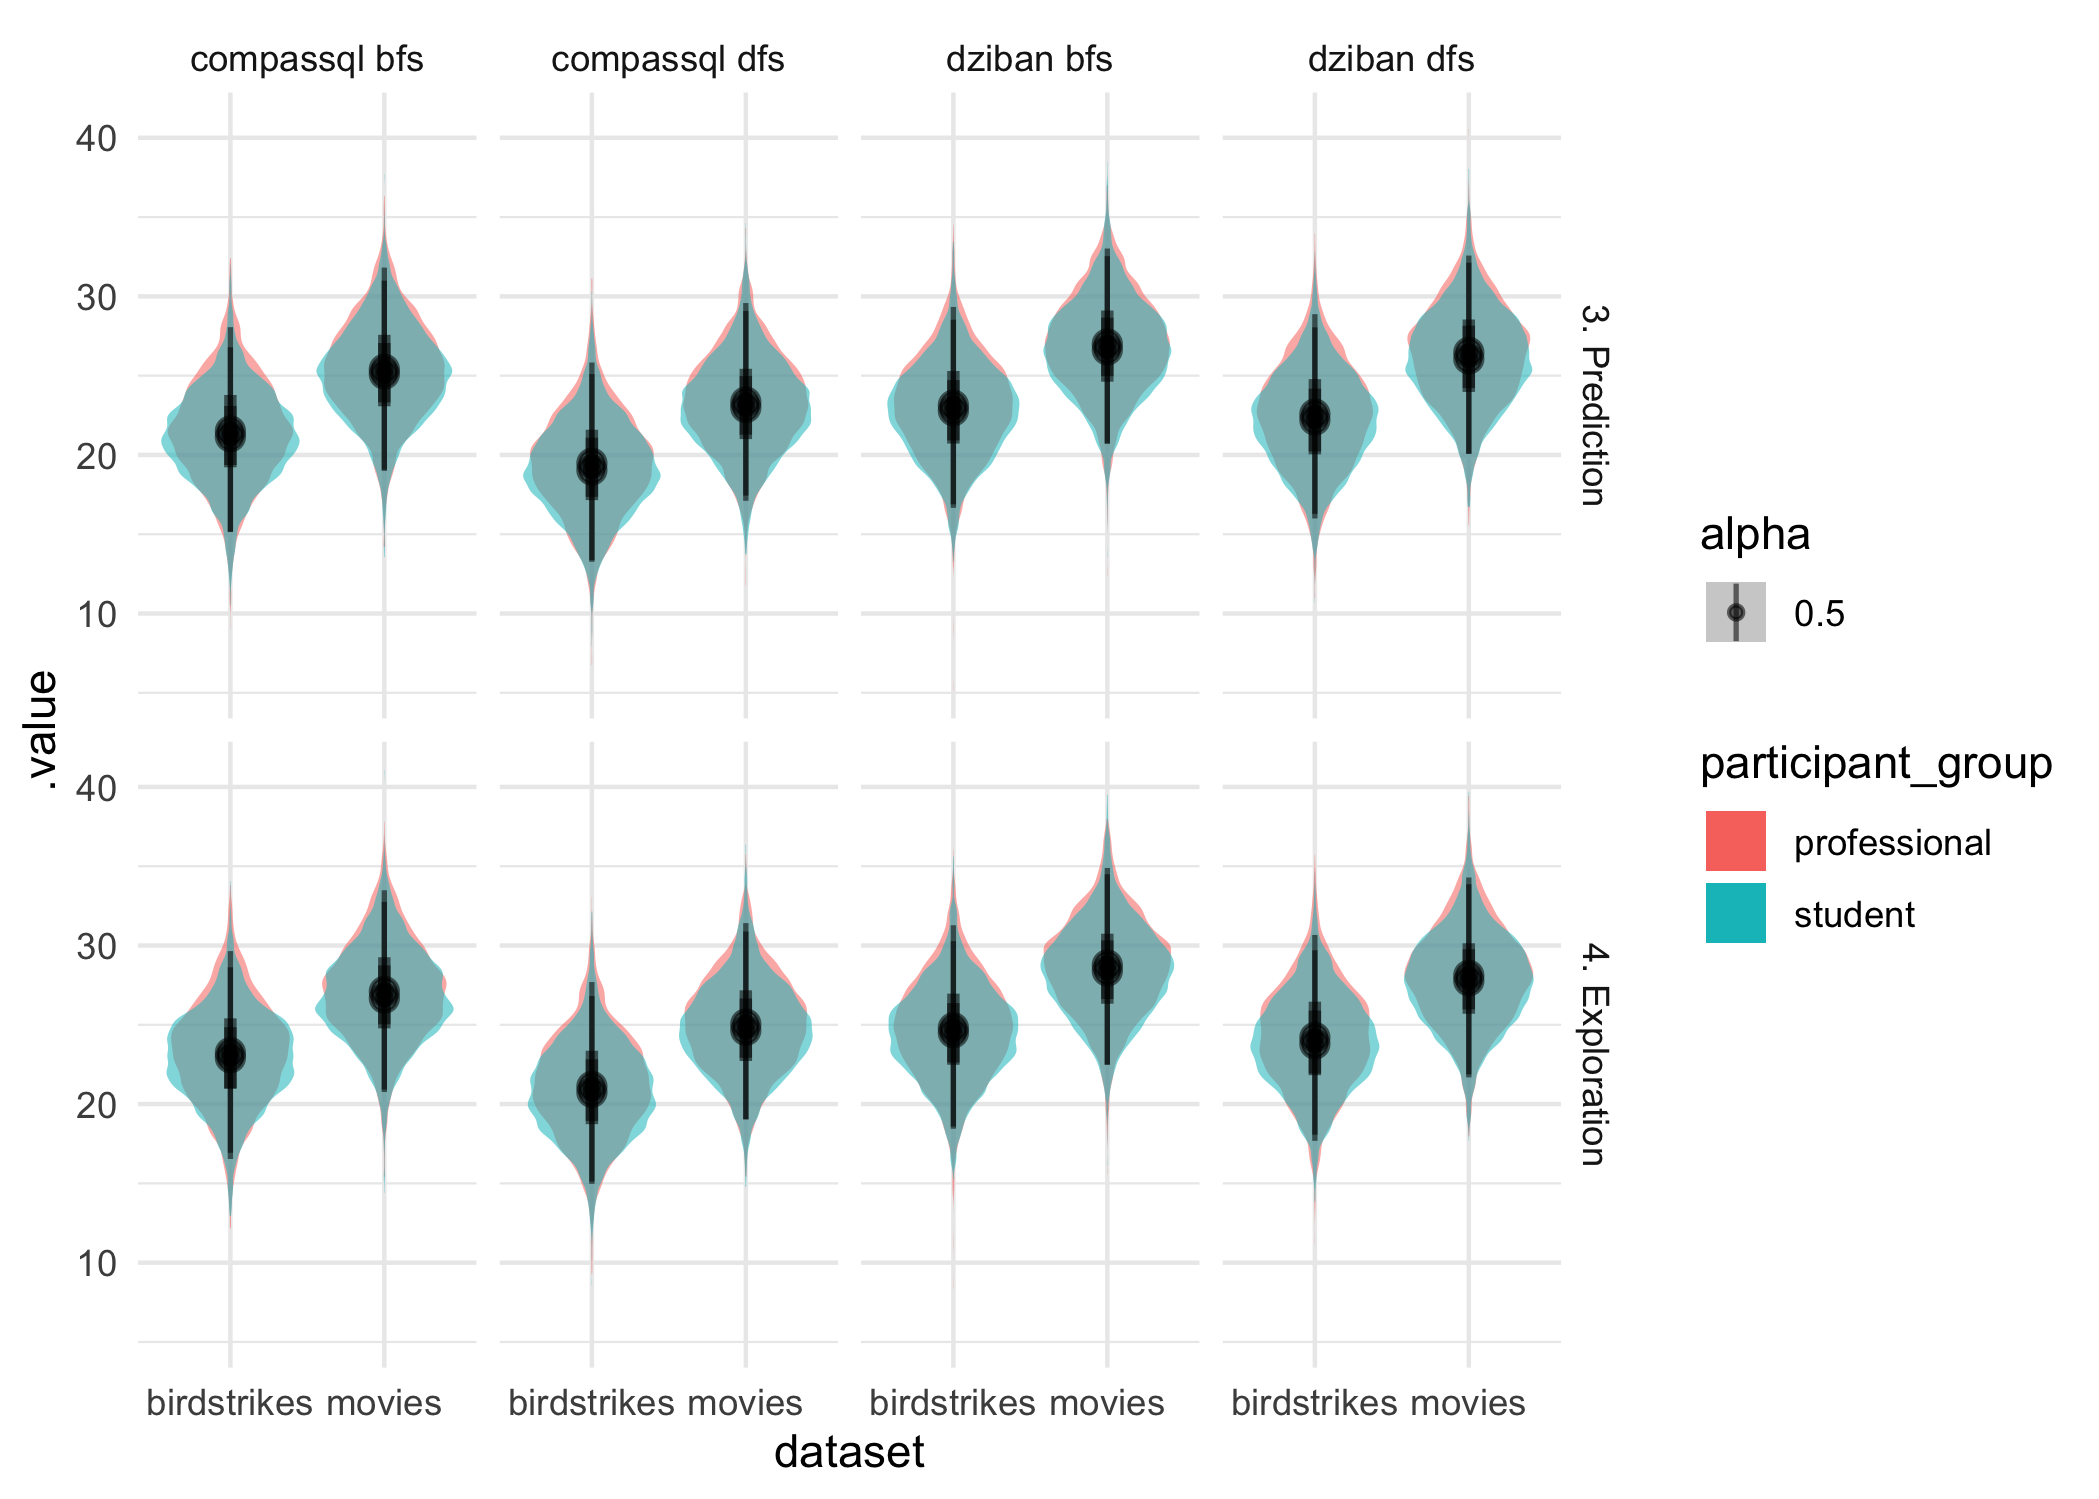 compassql bfs compassql dfs dziban bfs dziban dfs
40
30
20
10
3. Prediction
40
30
20
10
4. Exploration
.value
birdstrikes movies birdstrikes movies birdstrikes movies birdstrikes movies
dataset
alpha
0.5
participant_group
professional
student